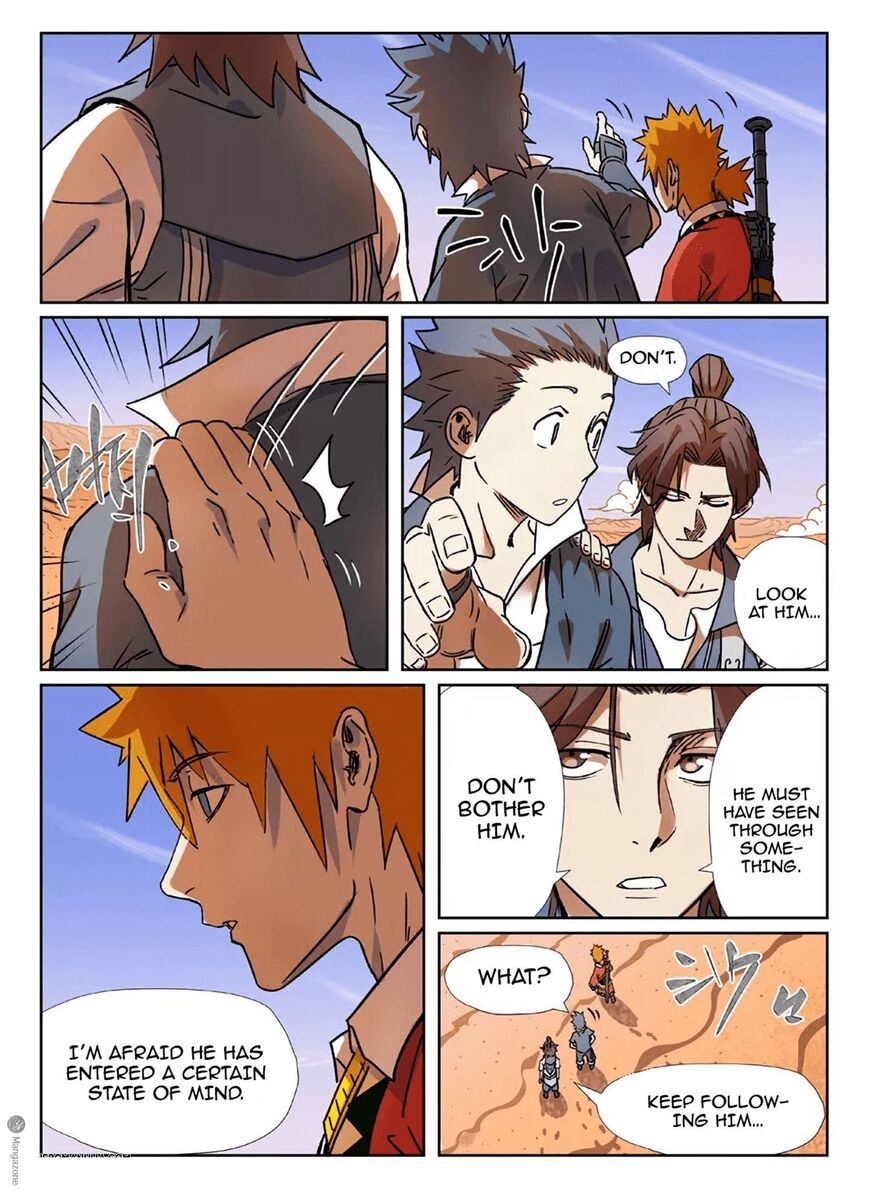 DON'T.
LOOK
AT HIM...
I'M AFRAID HE HAS
ENTERED A CERTAIN
STATE OF MIND.
DON'T
BOTHER
HIM.
HE MUST
HAVE SEEN
THROUGH
SOME-
THING.
WHAT?
KEEP FOLLOW-
ING HIM...
Mangazone